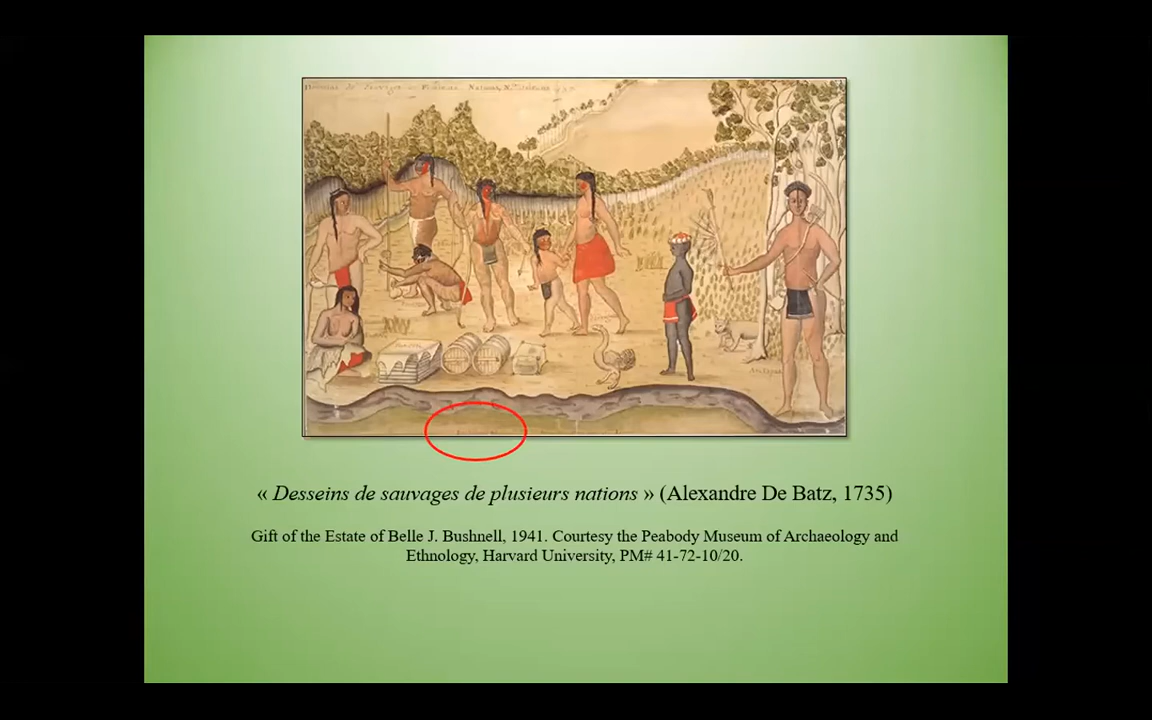 « Desseins de sauvages de plusieurs nations » (Alexandre De Batz, 1735)
Gift of the Estate of Belle J. Bushnell, 1941. Courtesy the Peabody Museum of Archaeology and
Ethnology, Harvard University, PM# 41-72-10/20.